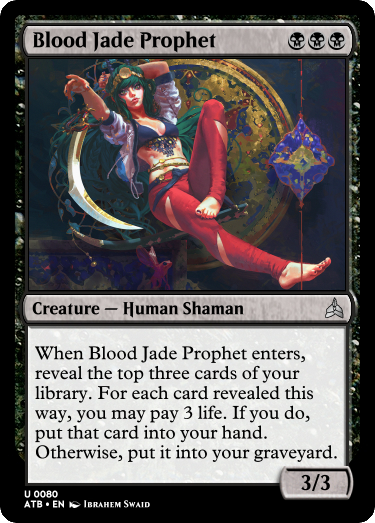 Blood Jade Prophet
Creature — Human Shaman
When Blood Jade Prophet enters,
reveal the top three cards of your
library. For each card revealed this
way, you may pay 3 life. If you do,
put that card into your hand.
Otherwise, put it into your graveyard.
3/3
U 0080
ATB • EN Ibrahem Swaid